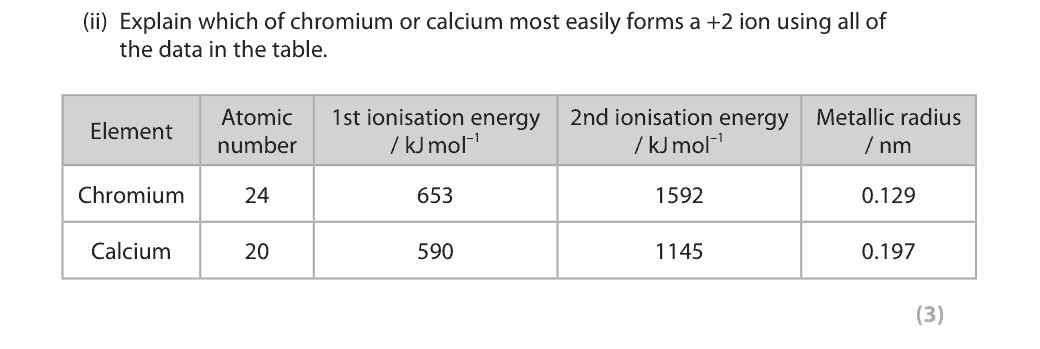 (ii) Explain which of chromium or calcium most easily forms a +2 ion using all of
the data in the table.
Element
Atomic
number
1st ionisation energy
/ kJ mol⁻¹
2nd ionisation energy
/ kJ mol⁻¹
Metallic radius
/ nm
Chromium 24 653 1592 0.129
Calcium 20 590 1145 0.197
(3)